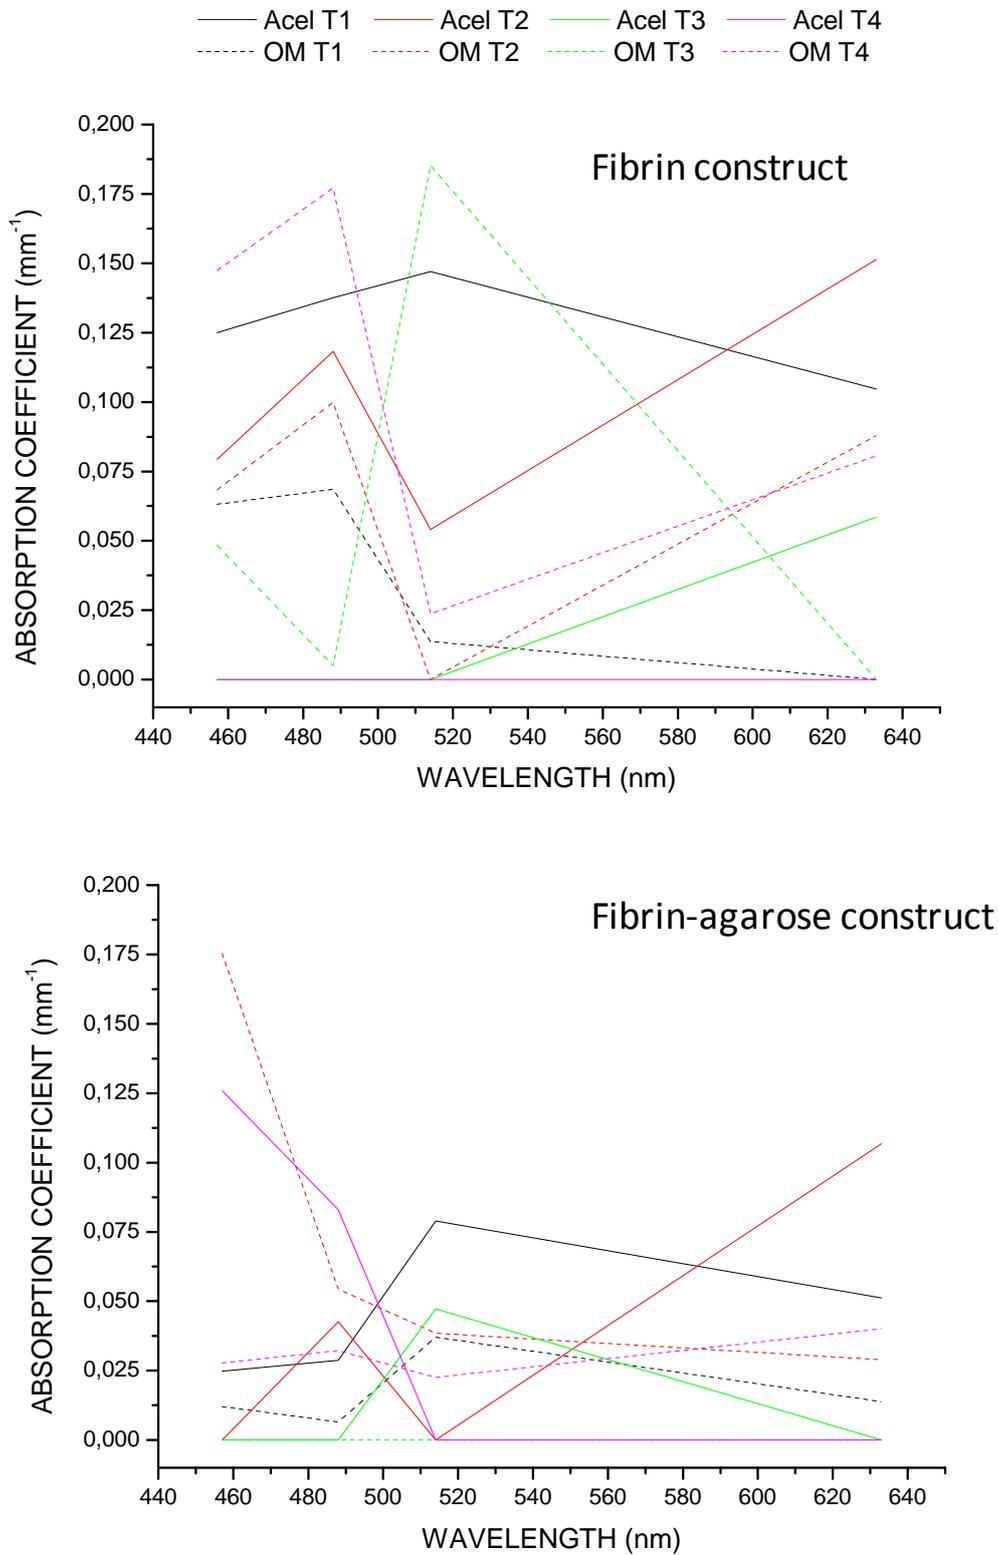 Acel T1 Acel T2 Acel T3 Acel T4
OM T1 OM T2 OM T3 OM T4
Fibrin construct
ABSORPTION COEFFICIENT (mm⁻¹)
0,200
0,175
0,150
0,125
0,100
0,075
0,050
0,025
0,000
440 460 480 500 520 540 560 580 600 620 640
WAVELENGTH (nm)
Fibrin-agarose construct
ABSORPTION COEFFICIENT (mm⁻¹)
0,200
0,175
0,150
0,125
0,100
0,075
0,050
0,025
0,000
440 460 480 500 520 540 560 580 600 620 640
WAVELENGTH (nm)